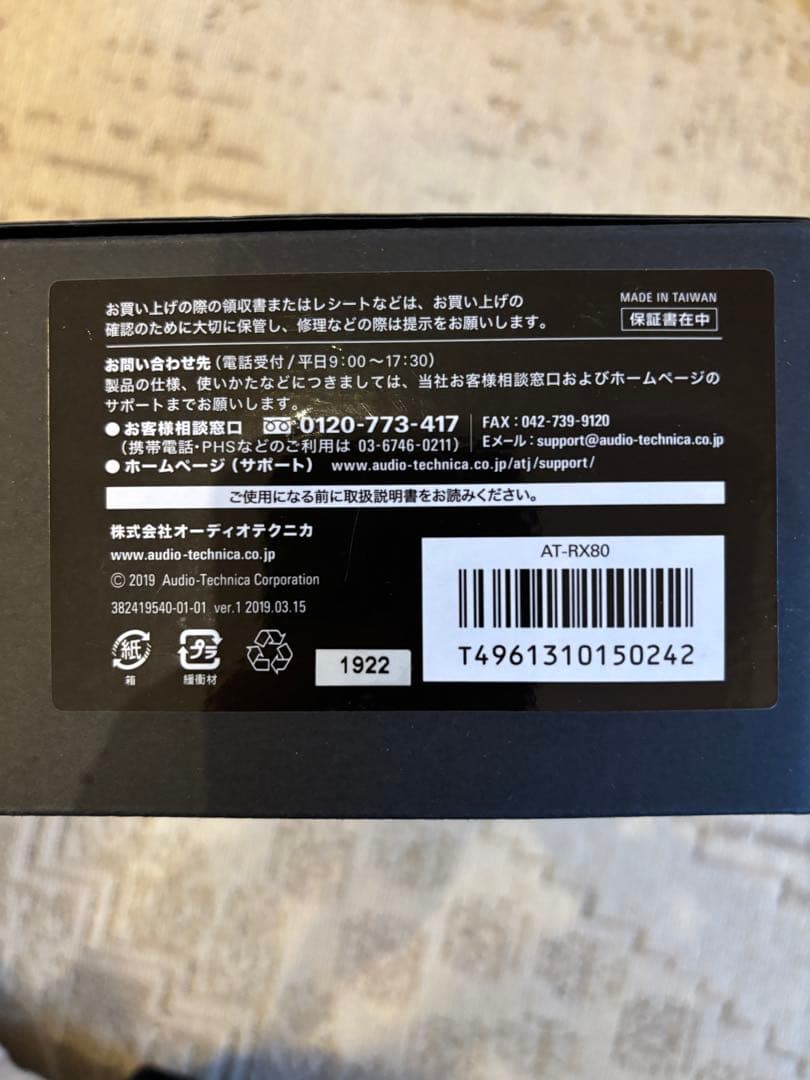 お買い上げの際の領収書またはレシートなどは、お買い上げの
確認のために大切に保管し、修理などの際は提示をお願いします。
MADE IN TAIWAN
保証書在中
お問い合わせ先（電話受付/平日9:00～17:30）
製品の仕様、使いかたなどにつきましては、当社お客様相談窓口およびホームページの
サポートまでお願いします。
●お客様相談窓口 0120-773-417
（携帯電話・PHSなどのご利用は 03-6746-0211）
FAX：042-739-9120
Eメール：support@audio-technica.co.jp
●ホームページ（サポート） www.audio-technica.co.jp/atj/support/
ご使用になる前に取扱説明書をお読みください。
株式会社オーディオテクニカ
www.audio-technica.co.jp
© 2019 Audio-Technica Corporation
382419540-01-01 ver.1 2019.03.15
紙
箱
プラ
緩衝材
1922
AT-RX80
T4961310150242